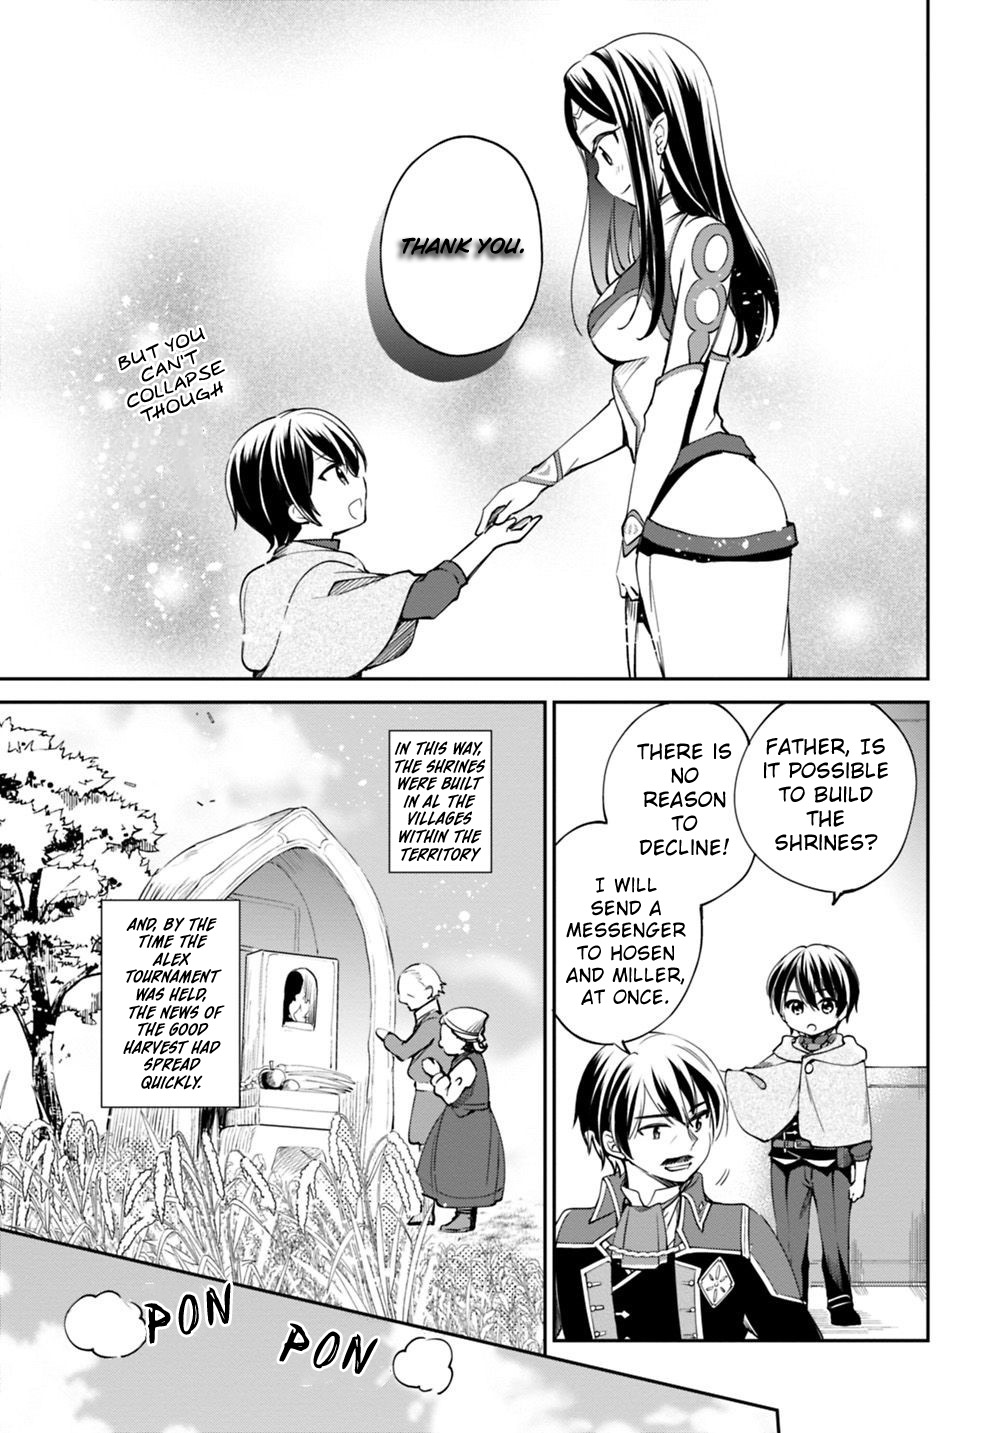 THANK YOU.
BUT YOU
CAN'T
COLLAPSE
THOUGH
FATHER, IS
IT POSSIBLE
TO BUILD
THE
SHRINES?
THERE IS
NO
REASON
TO
DECLINE!
I WILL
SEND A
MESSENGER
TO HOSEN
AND MILLER,
AT ONCE.
IN THIS WAY,
THE SHRINES
WERE BUILT
IN AL THE
VILLAGES
WITHIN THE
TERRITORY
AND, BY THE
TIME THE
ALEX
TOURNAMENT
WAS HELD,
THE NEWS OF
THE GOOD
HARVEST HAD
SPREAD
QUICKLY.
PON
PON